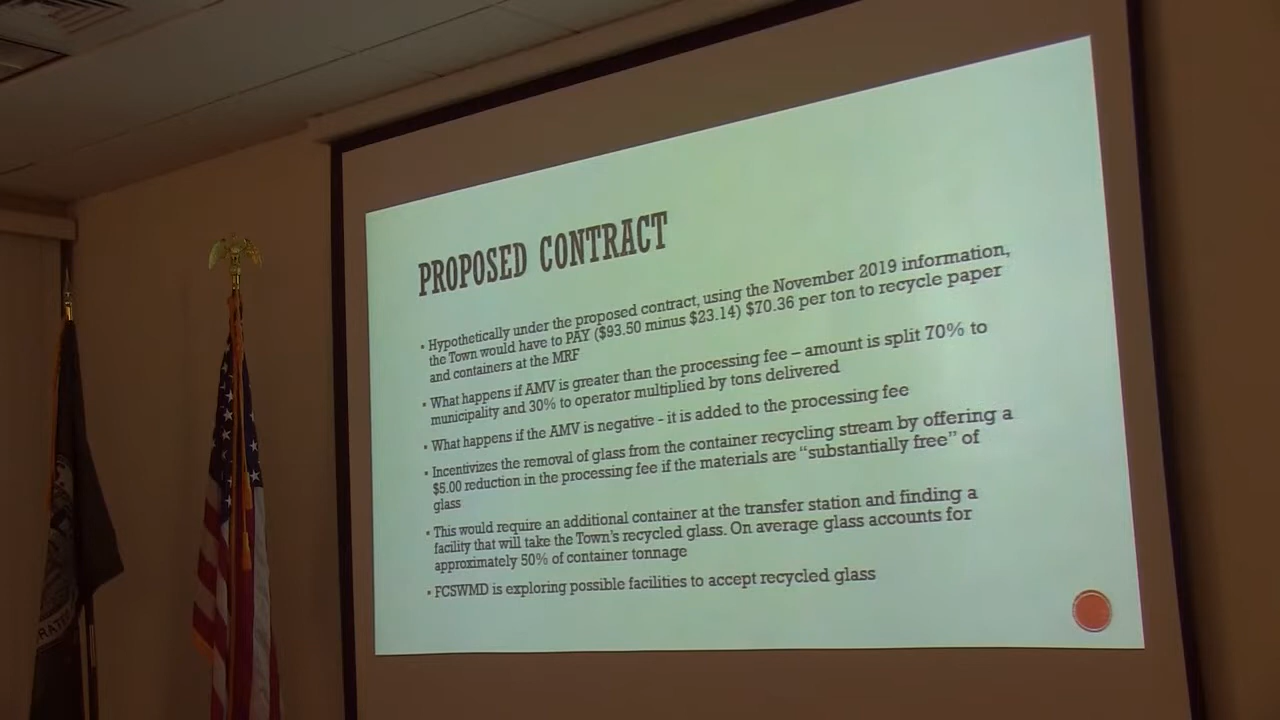 PROPOSED CONTRACT
▪ Hypothetically under the proposed contract, using the November 2019 information,
the Town would have to PAY ($93.50 minus $23.14) $70.36 per ton to recycle paper
and containers at the MRF
▪ What happens if AMV is greater than the processing fee – amount is split 70% to
municipality and 30% to operator multiplied by tons delivered
▪ What happens if the AMV is negative - it is added to the processing fee
▪ Incentivizes the removal of glass from the container recycling stream by offering a
$5.00 reduction in the processing fee if the materials are “substantially free” of
glass
▪ This would require an additional container at the transfer station and finding a
facility that will take the Town's recycled glass. On average glass accounts for
approximately 50% of container tonnage
▪ FCSWMD is exploring possible facilities to accept recycled glass